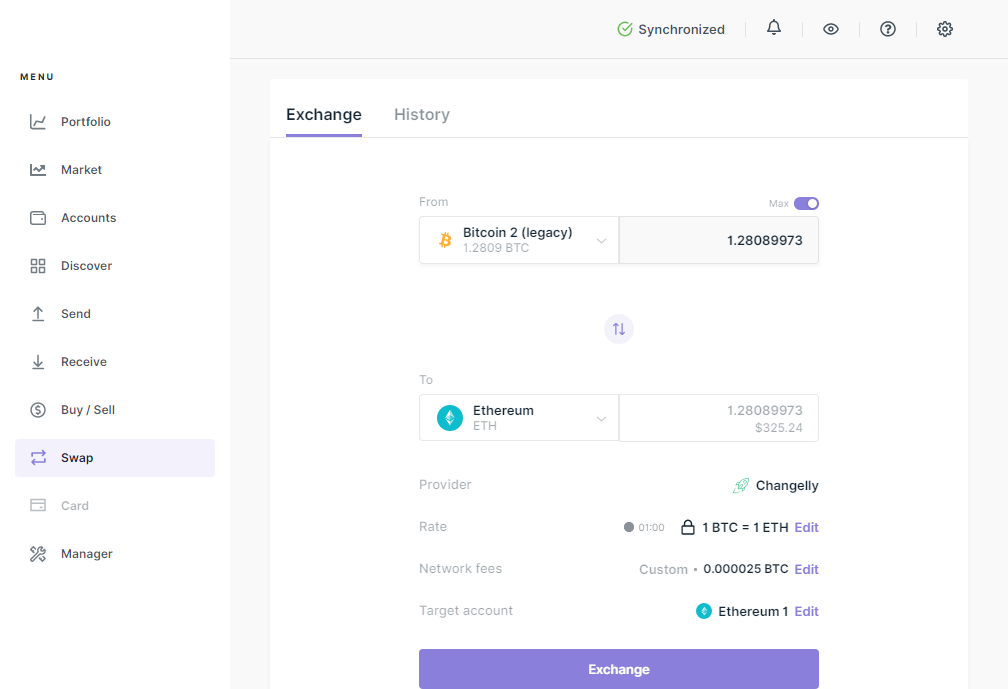 Synchronized
MENU
Portfolio
Market
Accounts
Discover
Send
Receive
Buy / Sell
Swap
Card
Manager
Exchange History
From Max
Bitcoin 2 (legacy)
1.2809 BTC
1.28089973
To
Ethereum
ETH
1.28089973
$325.24
Provider Changelly
Rate 01:00 1 BTC = 1 ETH Edit
Network fees Custom • 0.000025 BTC Edit
Target account Ethereum 1 Edit
Exchange